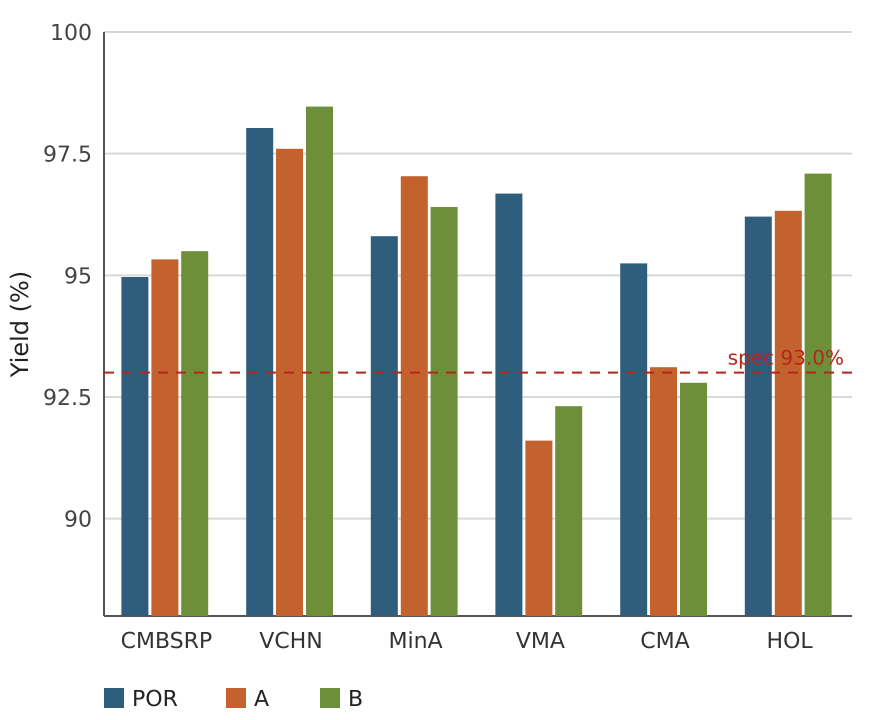 100
97.5
95
92.5
90
Yield (%)
spec 93.0%
CMBSRP VCHN MinA VMA CMA HOL
POR A B